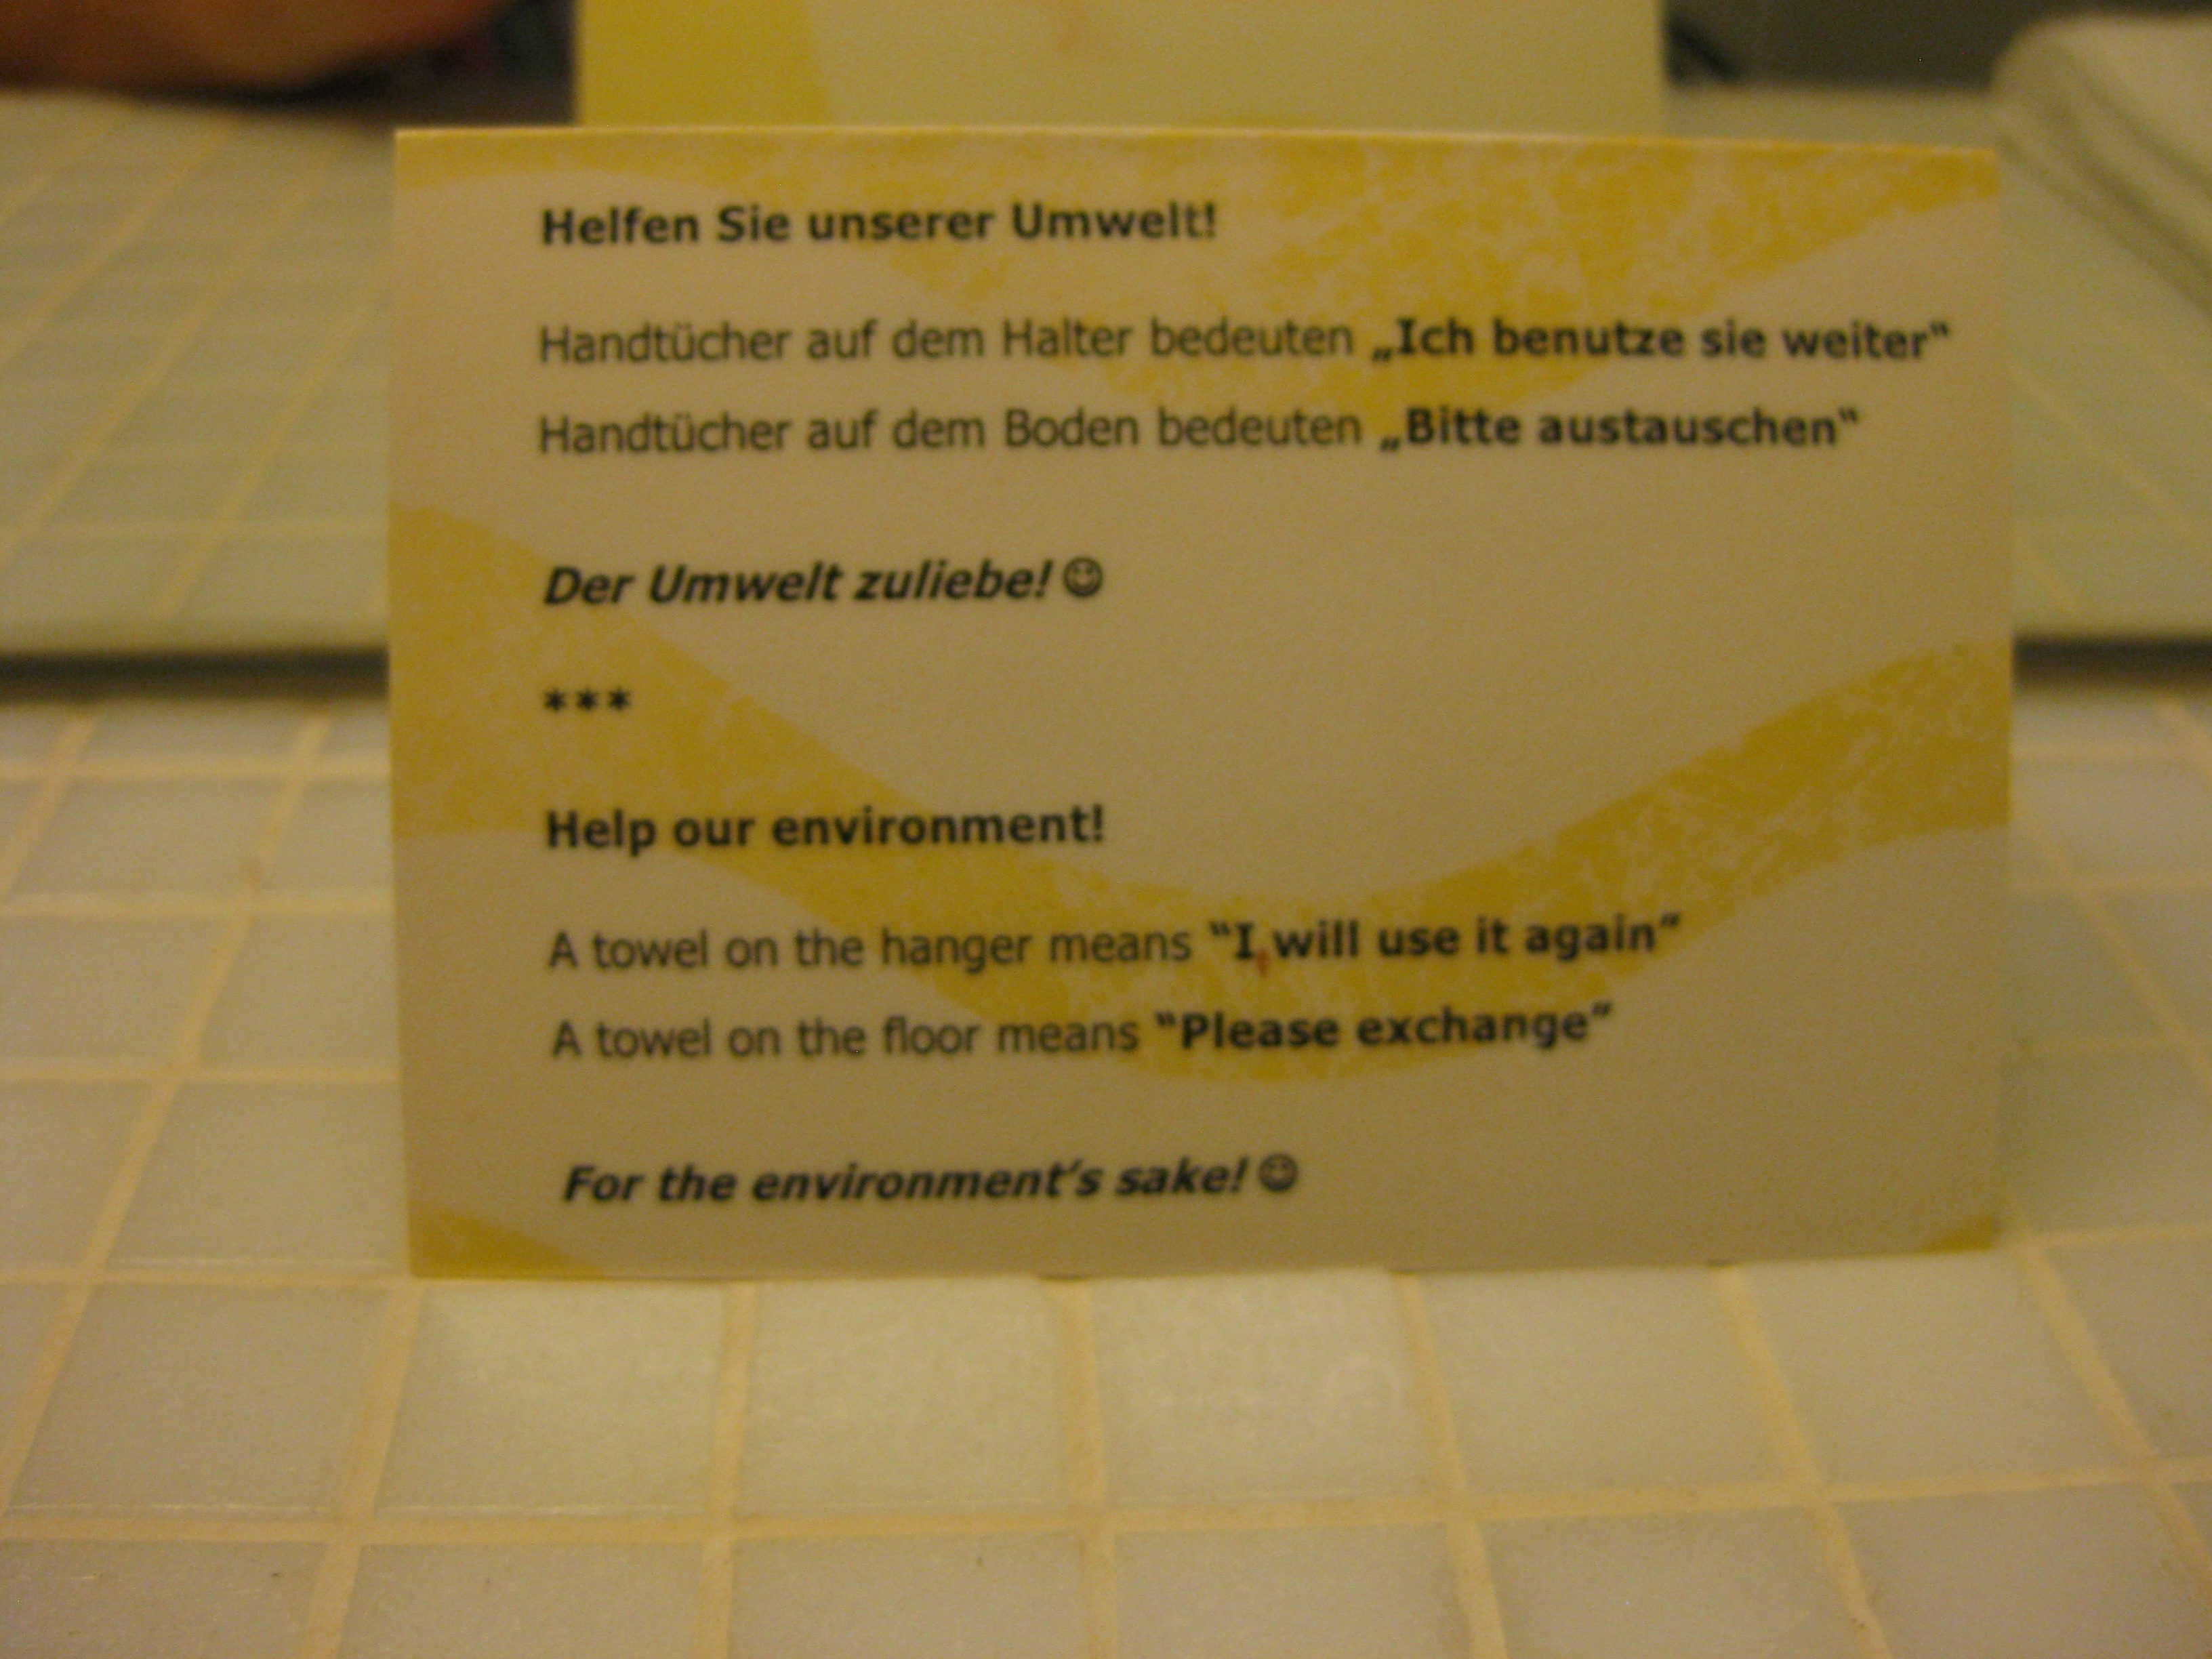 Helfen Sie unserer Umwelt!
Handtücher auf dem Halter bedeuten „Ich benutze sie weiter“
Handtücher auf dem Boden bedeuten „Bitte austauschen“
Der Umwelt zuliebe! ☺
***
Help our environment!
A towel on the hanger means “I will use it again”
A towel on the floor means “Please exchange”
For the environment’s sake! ☺